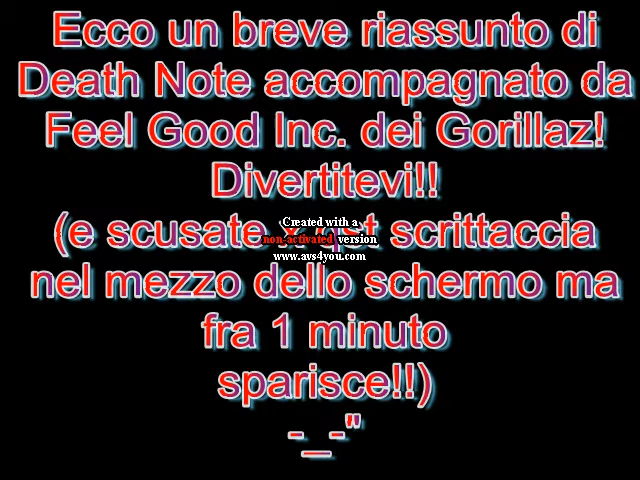 Ecco un breve riassunto di
Death Note accompagnato da
Feel Good Inc. dei Gorillaz!
Divertitevi!!
(e scusate x qst scrittaccia
nel mezzo dello schermo ma
fra 1 minuto
sparisce!!)
-_-"
Created with a
non-activated version
www.avs4you.com